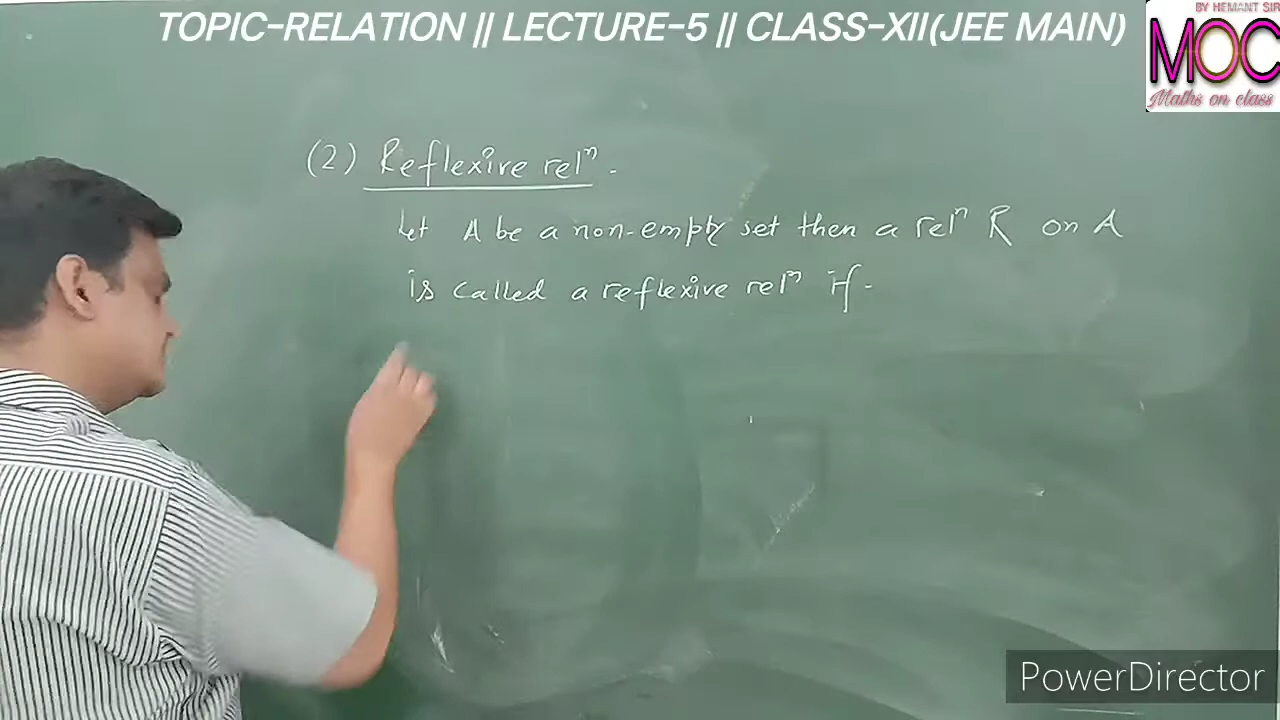 TOPIC-RELATION || LECTURE-5 || CLASS-XII(JEE MAIN)
BY HEMANT SIR
MOC
Maths on class
(2) Reflexive relⁿ.
Let A be a non-empty set then a relⁿ R on A
is called a reflexive relⁿ if-
PowerDirector